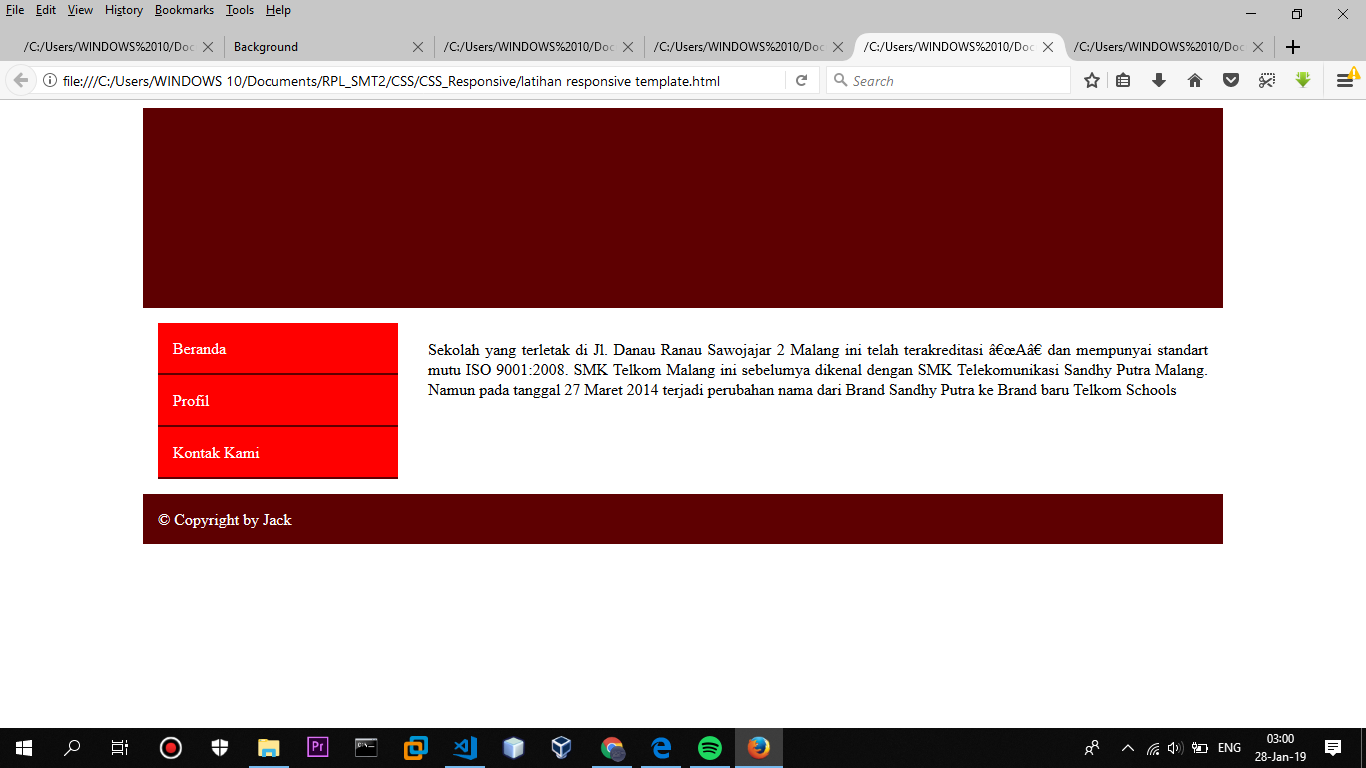 File Edit View History Bookmarks Tools Help
/C:/Users/WINDOWS%2010/Doc Background /C:/Users/WINDOWS%2010/Doc /C:/Users/WINDOWS%2010/Doc /C:/Users/WINDOWS%2010/Doc /C:/Users/WINDOWS%2010/Doc
file:///C:/Users/WINDOWS 10/Documents/RPL_SMT2/CSS/CSS_Responsive/latihan responsive template.html Search
Beranda
Profil
Kontak Kami
Sekolah yang terletak di Jl. Danau Ranau Sawojajar 2 Malang ini telah terakreditasi â€œAâ€ dan mempunyai standart
mutu ISO 9001:2008. SMK Telkom Malang ini sebelumya dikenal dengan SMK Telekomunikasi Sandhy Putra Malang.
Namun pada tanggal 27 Maret 2014 terjadi perubahan nama dari Brand Sandhy Putra ke Brand baru Telkom Schools
© Copyright by Jack
Pr
ENG
03:00
28-Jan-19